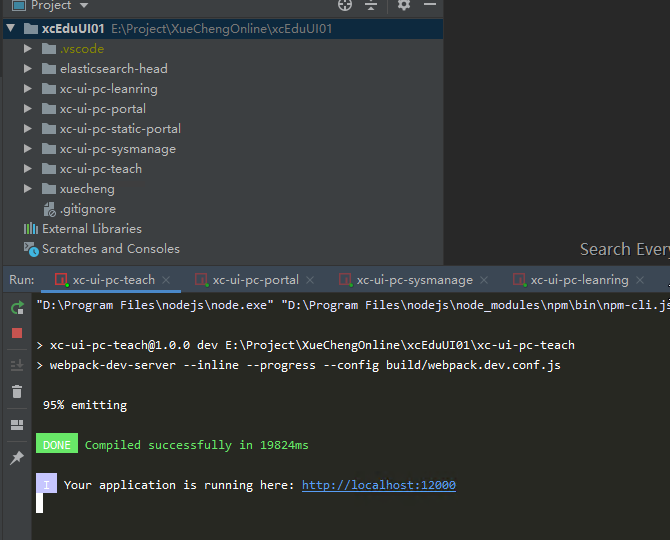 Project
xcEduUI01 E:\Project\XueChengOnline\xcEduUI01
.vscode
elasticsearch-head
xc-ui-pc-leanring
xc-ui-pc-portal
xc-ui-pc-static-portal
xc-ui-pc-sysmanage
xc-ui-pc-teach
xuecheng
.gitignore
External Libraries
Scratches and Consoles
Search Every
Run: xc-ui-pc-teach xc-ui-pc-portal xc-ui-pc-sysmanage xc-ui-pc-leanring
"D:\Program Files\nodejs\node.exe" "D:\Program Files\nodejs\node_modules\npm\bin\npm-cli.js
> xc-ui-pc-teach@1.0.0 dev E:\Project\XueChengOnline\xcEduUI01\xc-ui-pc-teach
> webpack-dev-server --inline --progress --config build/webpack.dev.conf.js
95% emitting
DONE Compiled successfully in 19824ms
I Your application is running here: http://localhost:12000